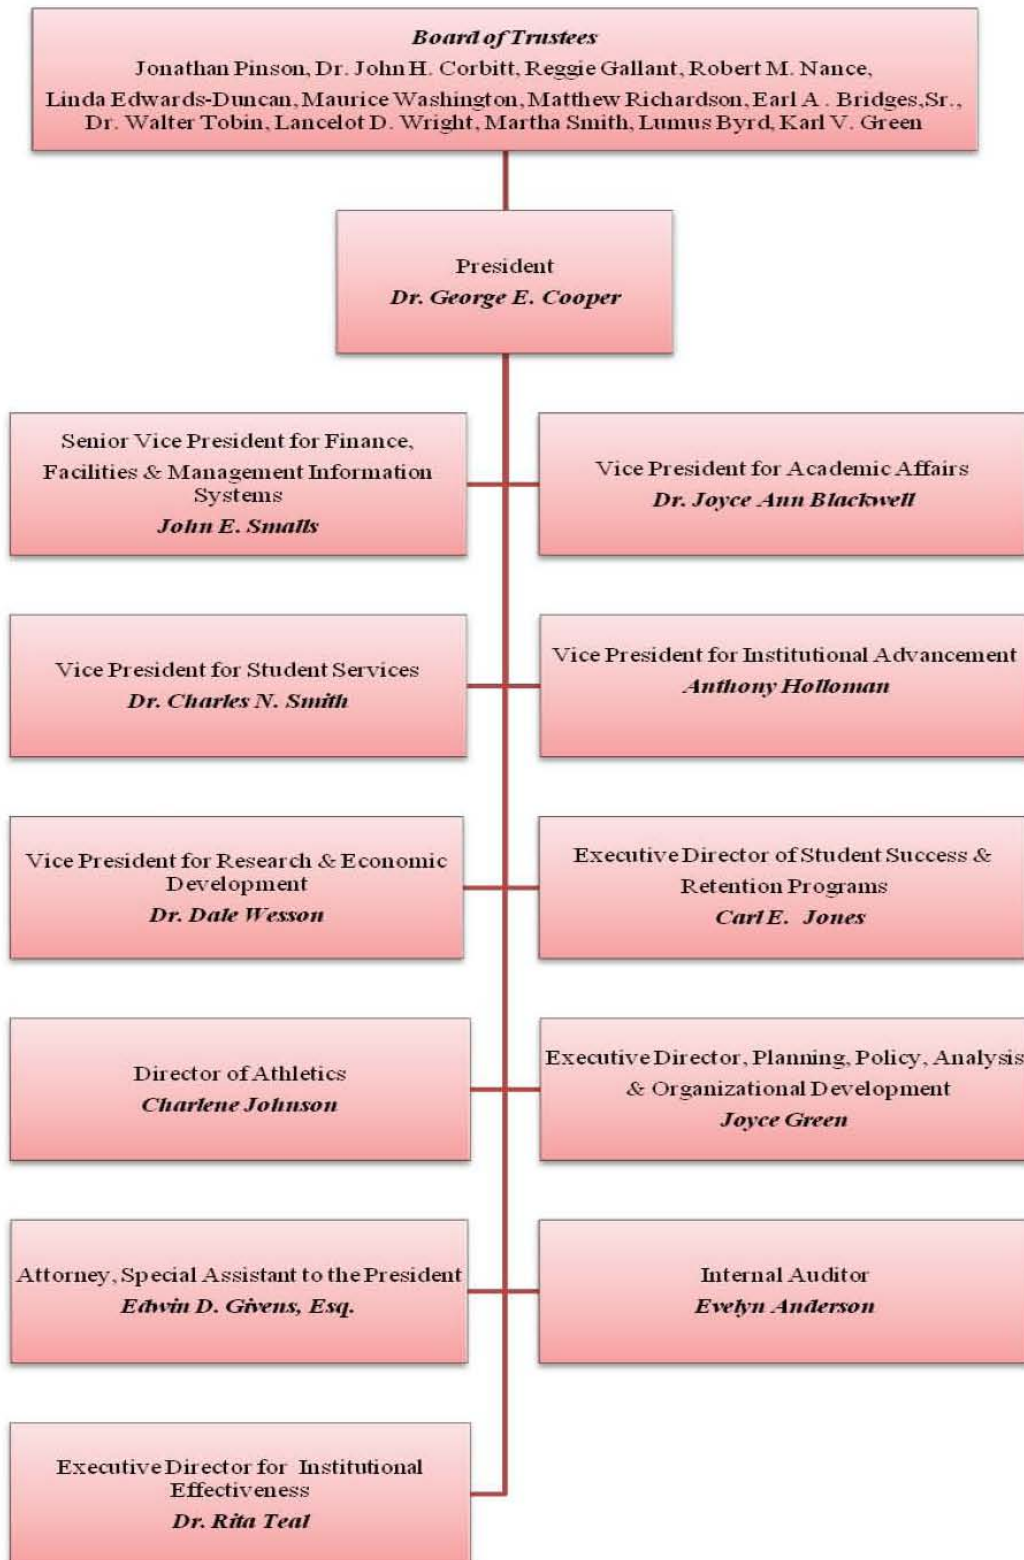 Board of Trustees
Jonathan Pinson, Dr. John H. Corbitt, Reggie Gallant, Robert M. Nance,
Linda Edwards-Duncan, Maurice Washington, Matthew Richardson, Earl A. Bridges,Sr.,
Dr. Walter Tobin, Lancelot D. Wright, Martha Smith, Lumus Byrd, Karl V. Green
President
Dr. George E. Cooper
Senior Vice President for Finance,
Facilities & Management Information
Systems
John E. Smalls
Vice President for Academic Affairs
Dr. Joyce Ann Blackwell
Vice President for Student Services
Dr. Charles N. Smith
Vice President for Institutional Advancement
Anthony Holloman
Vice President for Research & Economic
Development
Dr. Dale Wesson
Executive Director of Student Success &
Retention Programs
Carl E. Jones
Director of Athletics
Charlene Johnson
Executive Director, Planning, Policy, Analysis
& Organizational Development
Joyce Green
Attorney, Special Assistant to the President
Edwin D. Givens, Esq.
Internal Auditor
Evelyn Anderson
Executive Director for Institutional
Effectiveness
Dr. Rita Teal